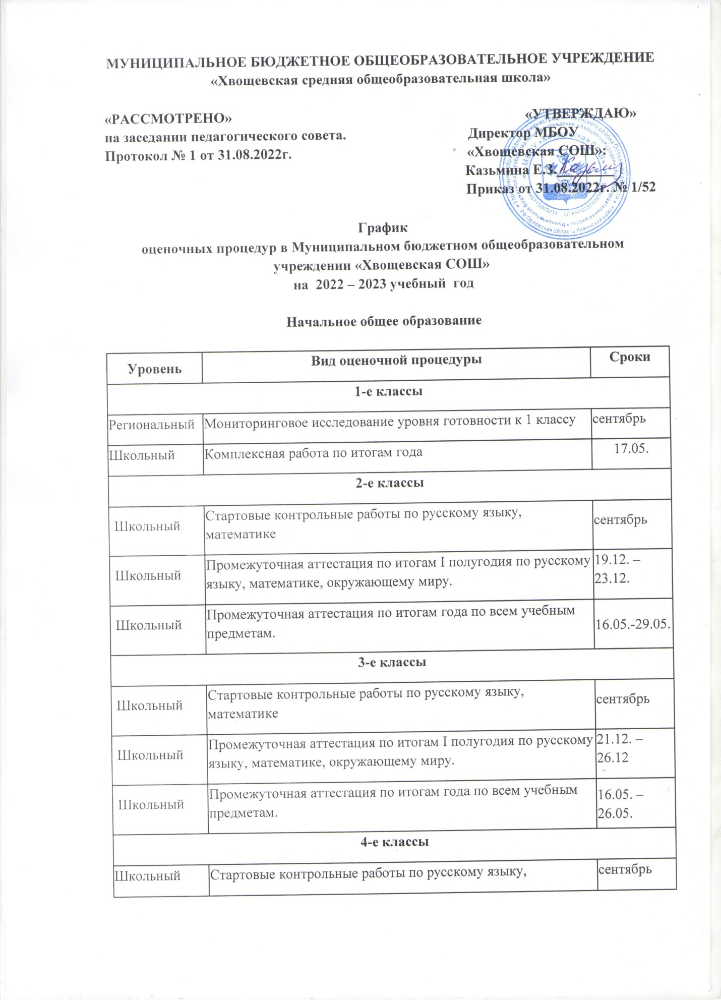 МУНИЦИПАЛЬНОЕ БЮДЖЕТНОЕ ОБЩЕОБРАЗОВАТЕЛЬНОЕ УЧРЕЖДЕНИЕ
«Хвощевская средняя общеобразовательная школа»
«РАССМОТРЕНО»
на заседании педагогического совета.
Протокол № 1 от 31.08.2022г.
«УТВЕРЖДАЮ»
Директор МБОУ
«Хвощевская СОШ»:
Казьмина Е.З.
Приказ от 31.08.2022г. № 1/52
График
оценочных процедур в Муниципальном бюджетном общеобразовательном
учреждении «Хвощевская СОШ»
на 2022 – 2023 учебный год
Начальное общее образование
Уровень Вид оценочной процедуры Сроки
1-е классы
Региональный Мониторинговое исследование уровня готовности к 1 классу сентябрь
Школьный Комплексная работа по итогам года 17.05.
2-е классы
Школьный
Стартовые контрольные работы по русскому языку,
математике
сентябрь
Школьный
Промежуточная аттестация по итогам I полугодия по русскому
языку, математике, окружающему миру.
19.12. –
23.12.
Школьный
Промежуточная аттестация по итогам года по всем учебным
предметам.
16.05.-29.05.
3-е классы
Школьный
Стартовые контрольные работы по русскому языку,
математике
сентябрь
Школьный
Промежуточная аттестация по итогам I полугодия по русскому
языку, математике, окружающему миру.
21.12. –
26.12
Школьный
Промежуточная аттестация по итогам года по всем учебным
предметам.
16.05. –
26.05.
4-е классы
Школьный Стартовые контрольные работы по русскому языку, сентябрь